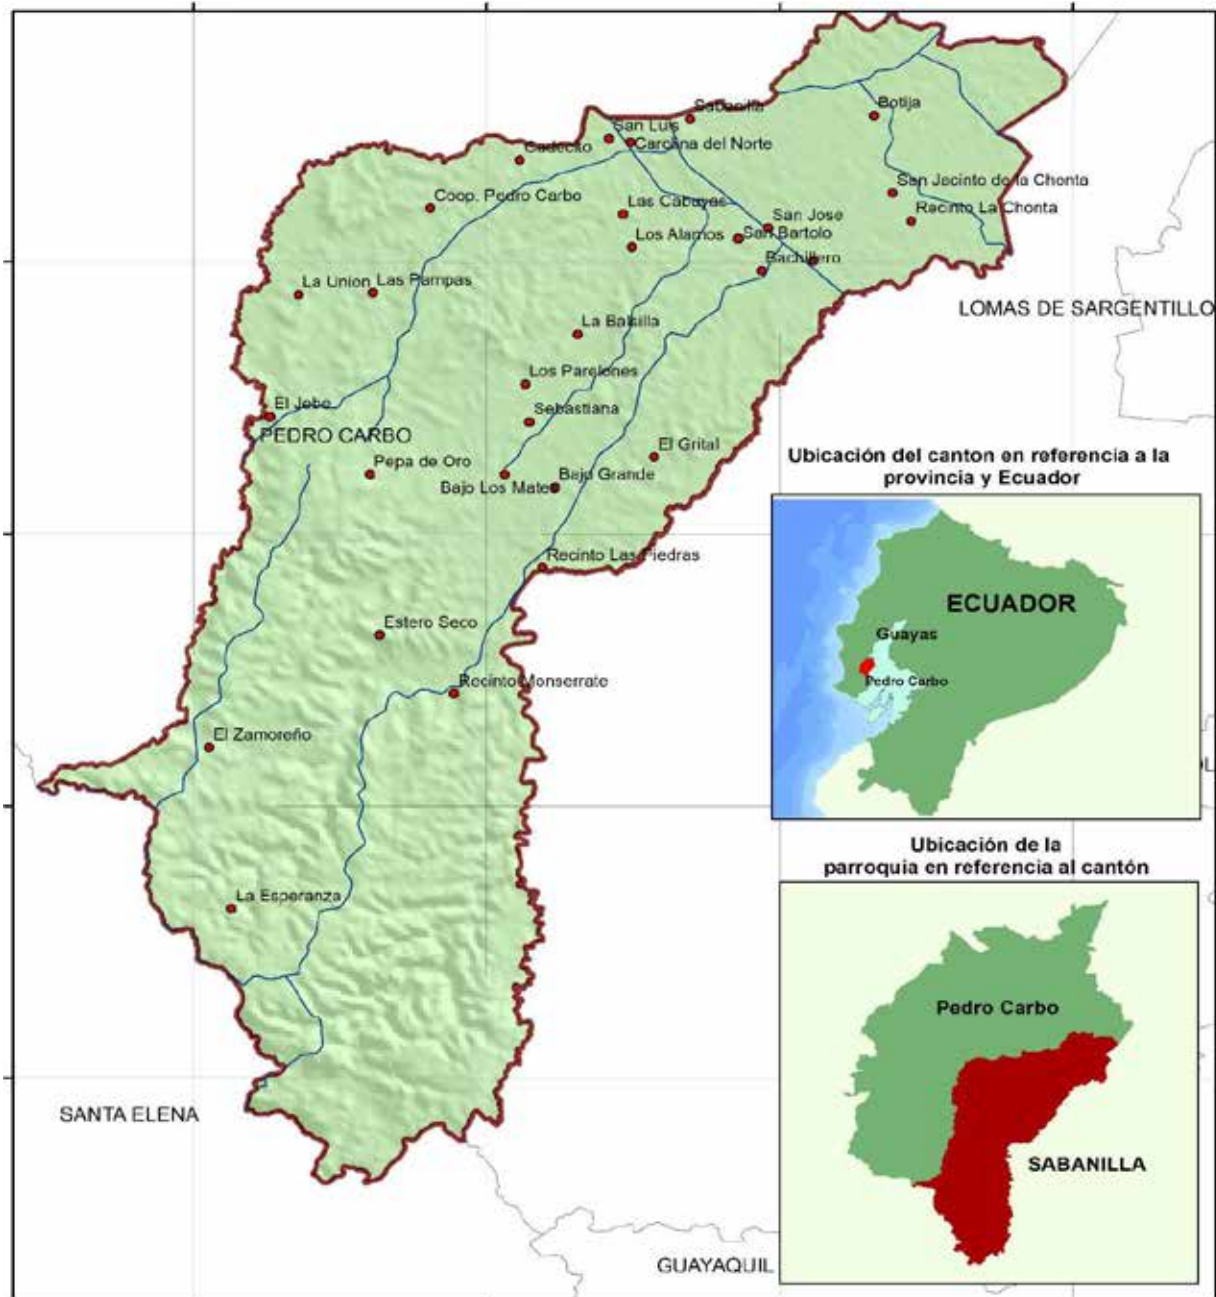 Sabanilla
Botija
San Luis
Carolina del Norte
Cadecko
San Jacinto de la Chonta
Coop. Pedro Carbo
Las Cabuyas
San Jose
Recinto La Chonta
Los Alamos
San Bartolo
Bachillero
La Union
Las Pampas
LOMAS DE SARGENTILLO
La Balsilla
Los Paredones
El Jobo
Sebastiana
PEDRO CARBO
El Grital
Pepa de Oro
Bajo Grande
Bajo Los Mates
Recinto Las Piedras
Estero Seco
Recinto Monserrate
El Zamoreño
La Esperanza
SANTA ELENA
GUAYAQUIL
Ubicación del canton en referencia a la
provincia y Ecuador
ECUADOR
Guayas
Pedro Carbo
Ubicación de la
parroquia en referencia al cantón
Pedro Carbo
SABANILLA